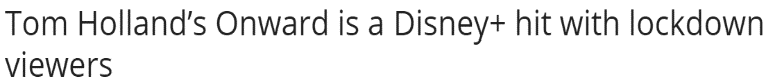 Tom Holland’s Onward is a Disney+ hit with lockdown
viewers